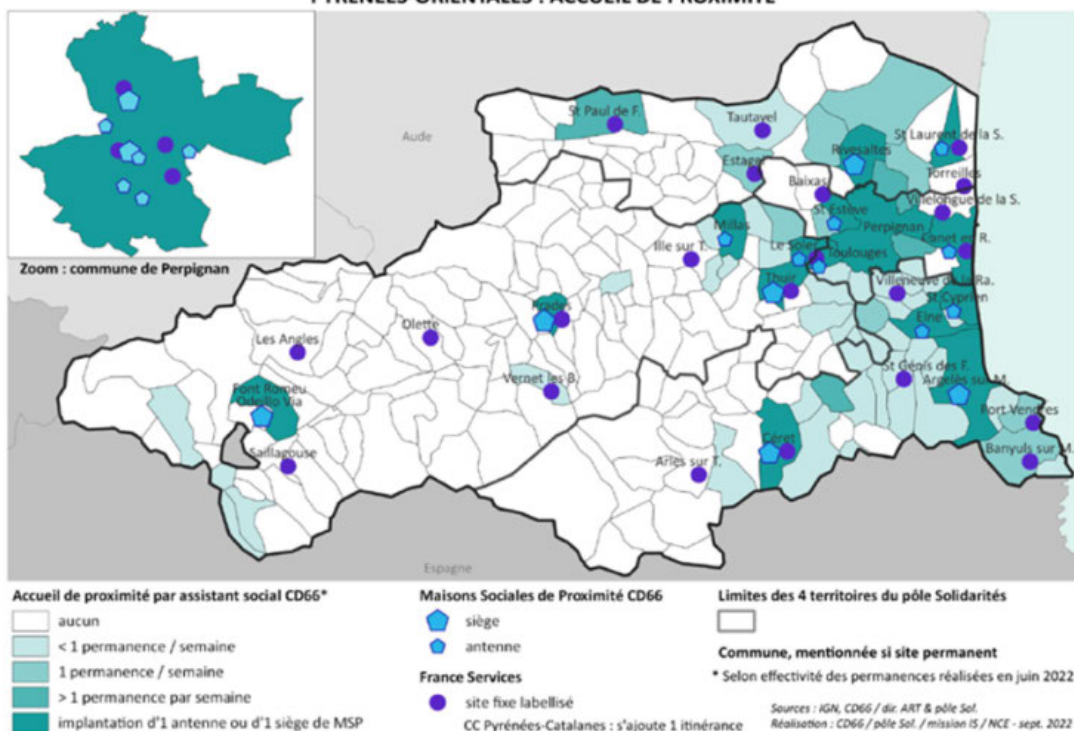 PYRENEES-ORIENTALES : ACCUEIL DE PROXIMITE
Aude
St Paul de F.
Tautavel
St Laurent de la S.
Rivesaltes
Estagel
Torreilles
Baixas
Villelongue de la S.
St Estève
Perpignan
Millas
Canet en R.
Le Soler
Toulouges
Ille sur T.
Zoom : commune de Perpignan
Thuir
Villeneuve de la Ra.
St Cyprien
Prades
Elne
Olette
Les Angles
St Génis des F.
Vernet les B.
Argelès sur M.
Font Romeu
Odeillo Via
Port Vendres
Céret
Banyuls sur M.
Saillagouse
Arles sur T.
Espagne
Accueil de proximité par assistant social CD66*
aucun
< 1 permanence / semaine
1 permanence / semaine
> 1 permanence par semaine
implantation d'1 antenne ou d'1 siège de MSP
Maisons Sociales de Proximité CD66
siège
antenne
France Services
site fixe labellisé
CC Pyrénées-Catalanes : s'ajoute 1 itinérance
Limites des 4 territoires du pôle Solidarités
Commune, mentionnée si site permanent
* Selon effectivité des permanences réalisées en juin 2022
Sources : IGN, CD66 / dir. ART & pôle Sol.
Réalisation : CD66 / pôle Sol. / mission IS / NCE - sept. 2022